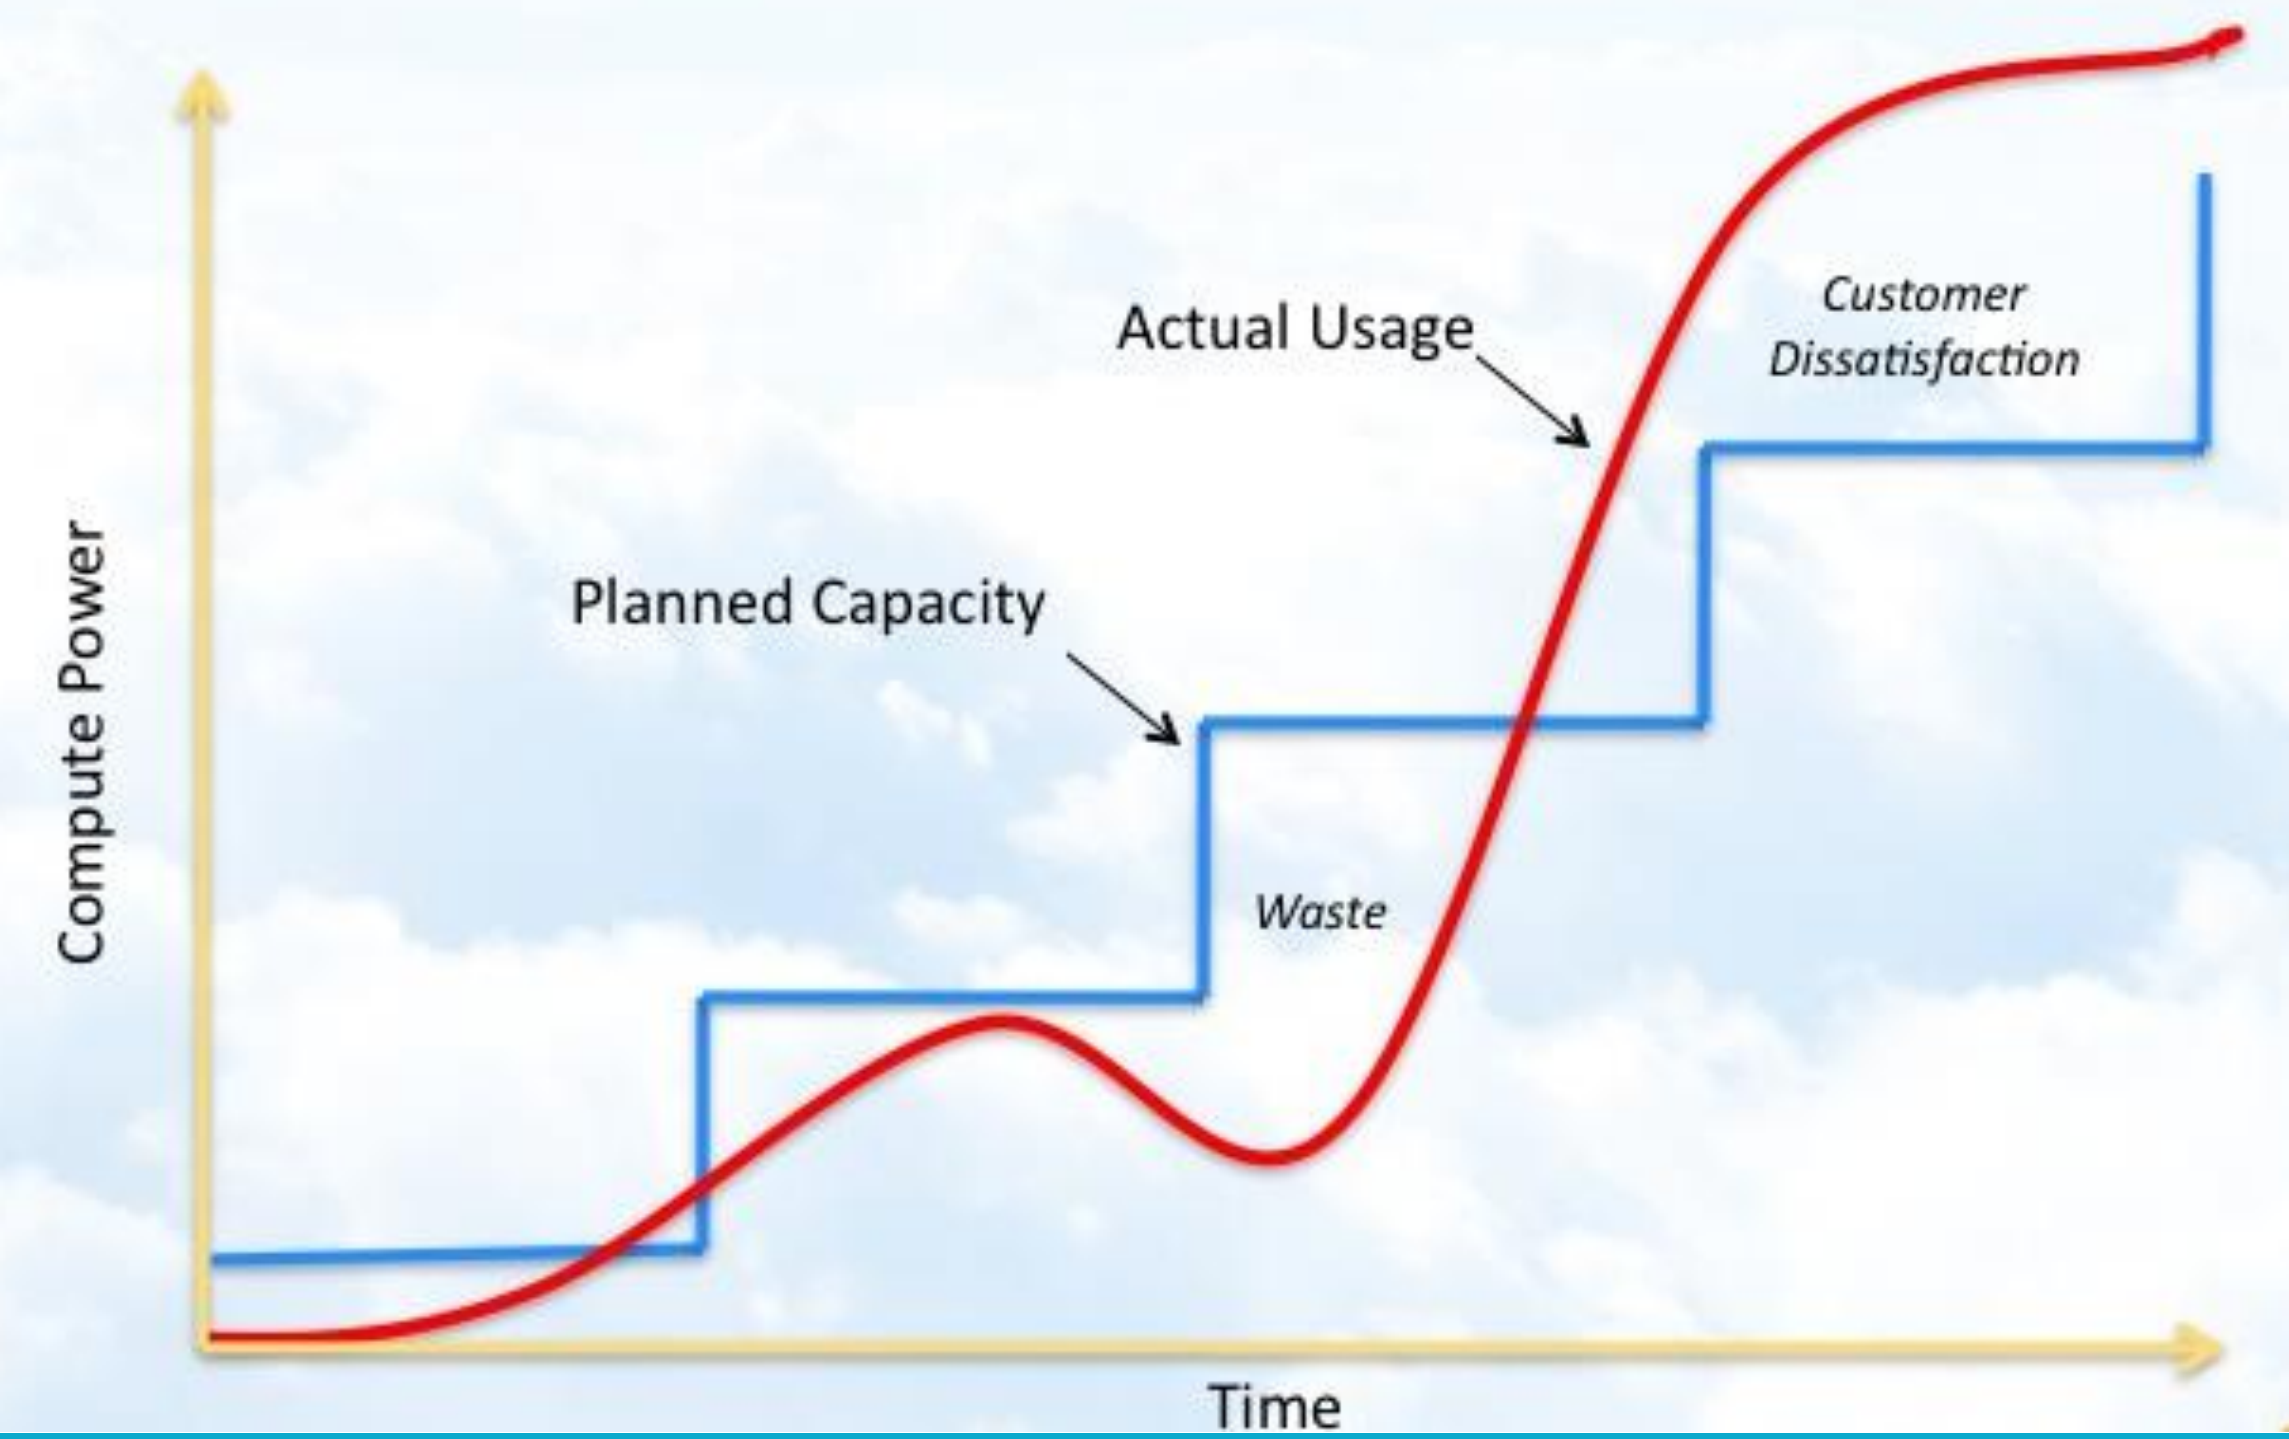 Customer
Dissatisfaction
Actual Usage
Planned Capacity
Waste
Compute Power
Time